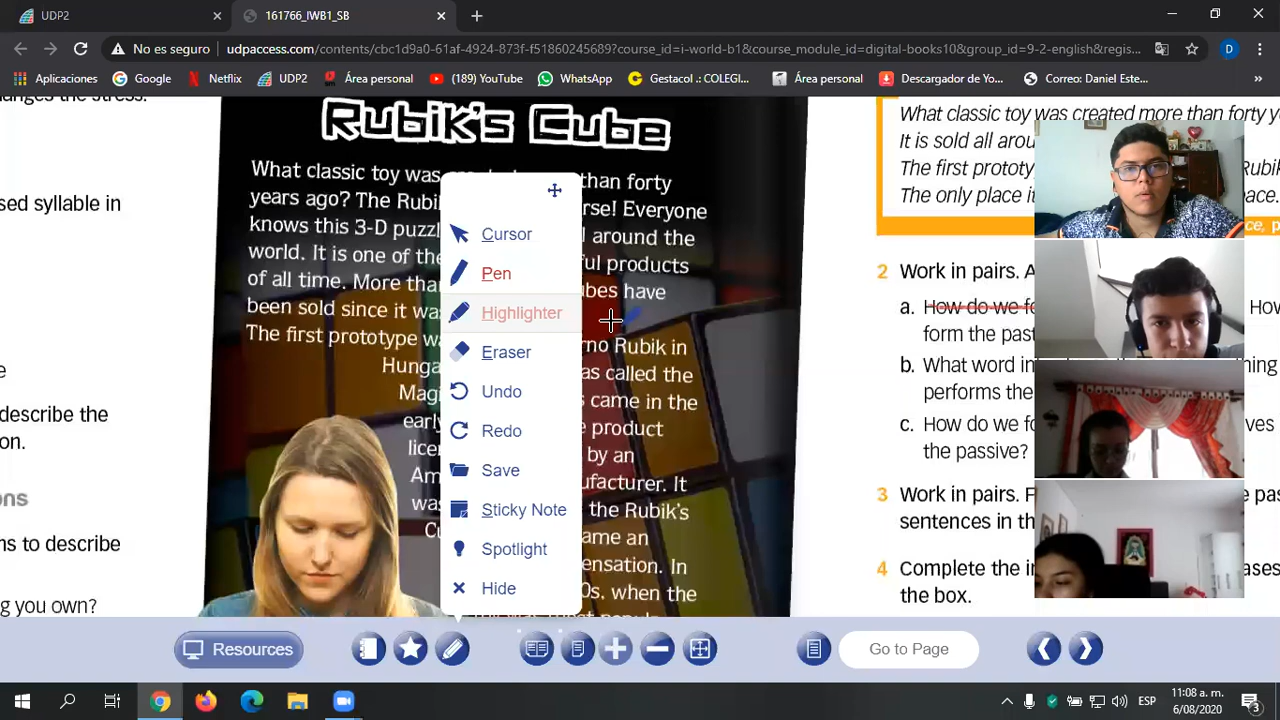 UDP2
161766_IWB1_SB
No es seguro
udpaccess.com/contents/cbc1d9a0-61af-4924-873f-f51860245689?course_id=i-world-b1&course_module_id=digital-books10&group_id=9-2-english&regis...
Aplicaciones
Google
Netflix
UDP2
Área personal
(189) YouTube
WhatsApp
Gestacol .: COLEGI...
Área personal
Descargador de Yo...
Correo: Daniel Este...
»
anges the stress.
sed syllable in
describe the
on.
ons
ms to describe
g you own?
Rubik's Cube
What classic toy was than forty
years ago? The Rubi rse! Everyone
knows this 3-D puzzl l around the
world. It is one of the ful products
of all time. More tha ubes have
been sold since it wa
The first prototype w rno Rubik in
Hunga as called the
Magi s came in the
early e product
lice by an
Am ufacturer. It
wa the Rubik's
Cu ame an
ensation. In
0s, when the
Cursor
Pen
Highlighter
Eraser
Undo
Redo
Save
Sticky Note
Spotlight
Hide
What classic toy was created more than forty y
It is sold all arou
The first prototy Rubik
The only place i ace.
ce, p
2 Work in pairs. A
a. How do we fo How
form the past
b. What word in thing
performs the
c. How do we fo ves
the passive?
3 Work in pairs. F e pas
sentences in th
4 Complete the i ases
the box.
Resources
Go to Page
ESP
11:08 a. m.
6/08/2020
3